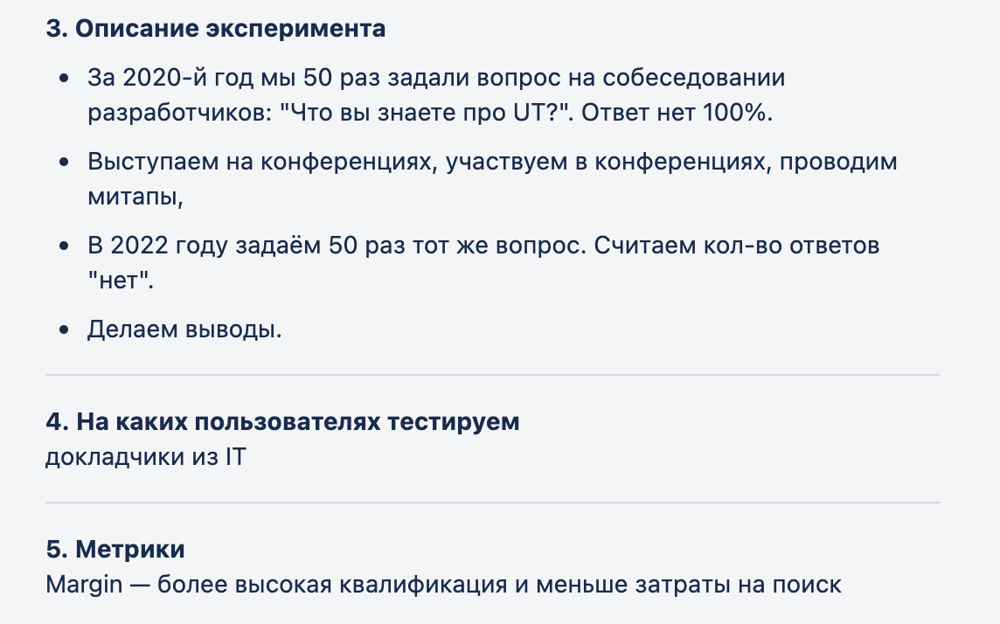 3. Описание эксперимента
• За 2020-й год мы 50 раз задали вопрос на собеседовании
разработчиков: "Что вы знаете про UT?". Ответ нет 100%.
• Выступаем на конференциях, участвуем в конференциях, проводим
митапы,
• В 2022 году задаём 50 раз тот же вопрос. Считаем кол-во ответов
"нет".
• Делаем выводы.
4. На каких пользователях тестируем
докладчики из IT
5. Метрики
Margin — более высокая квалификация и меньше затраты на поиск